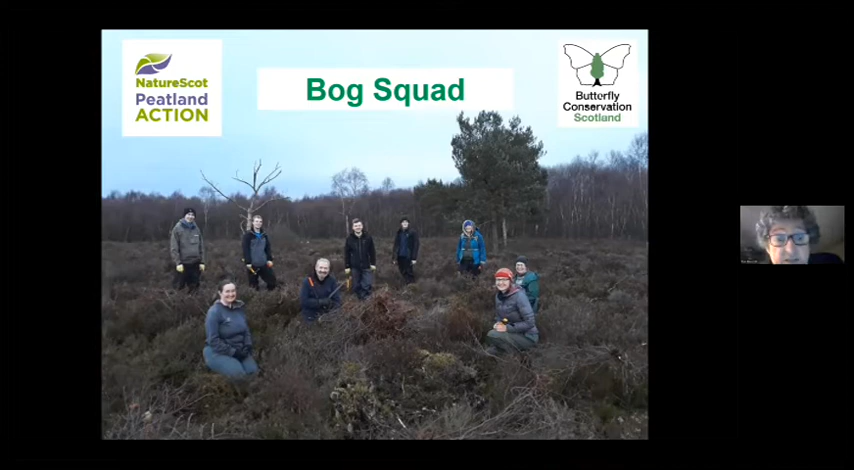 NatureScot
Peatland
ACTION
Bog Squad
Butterfly
Conservation
Scotland